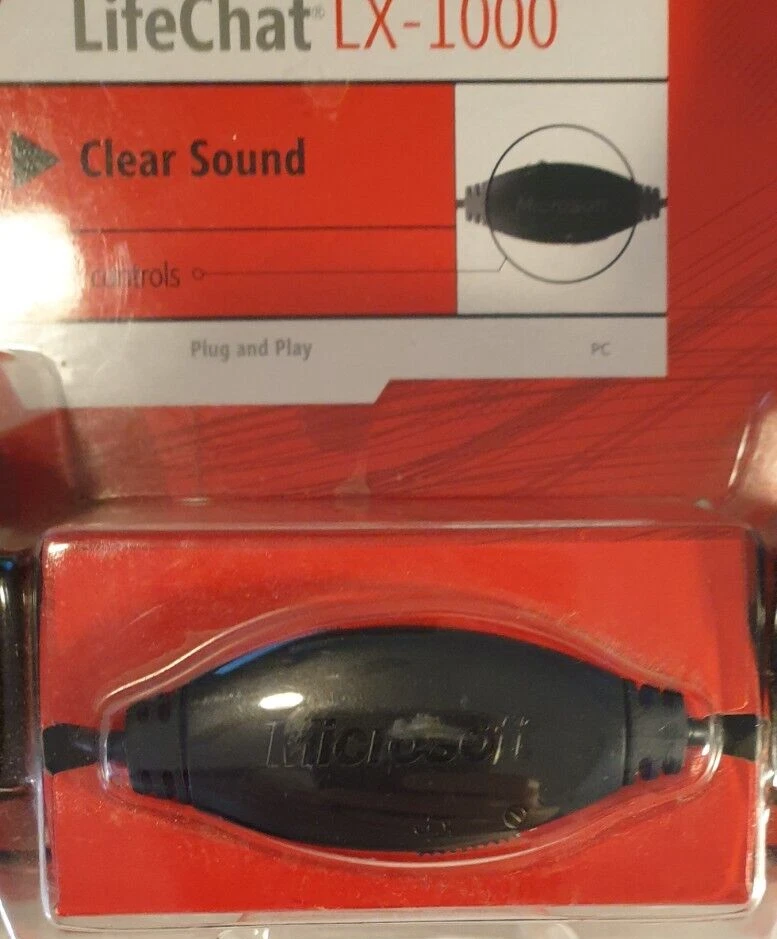 LifeChat® LX-1000
Clear Sound
Microsoft
controls
Plug and Play
PC
Microsoft